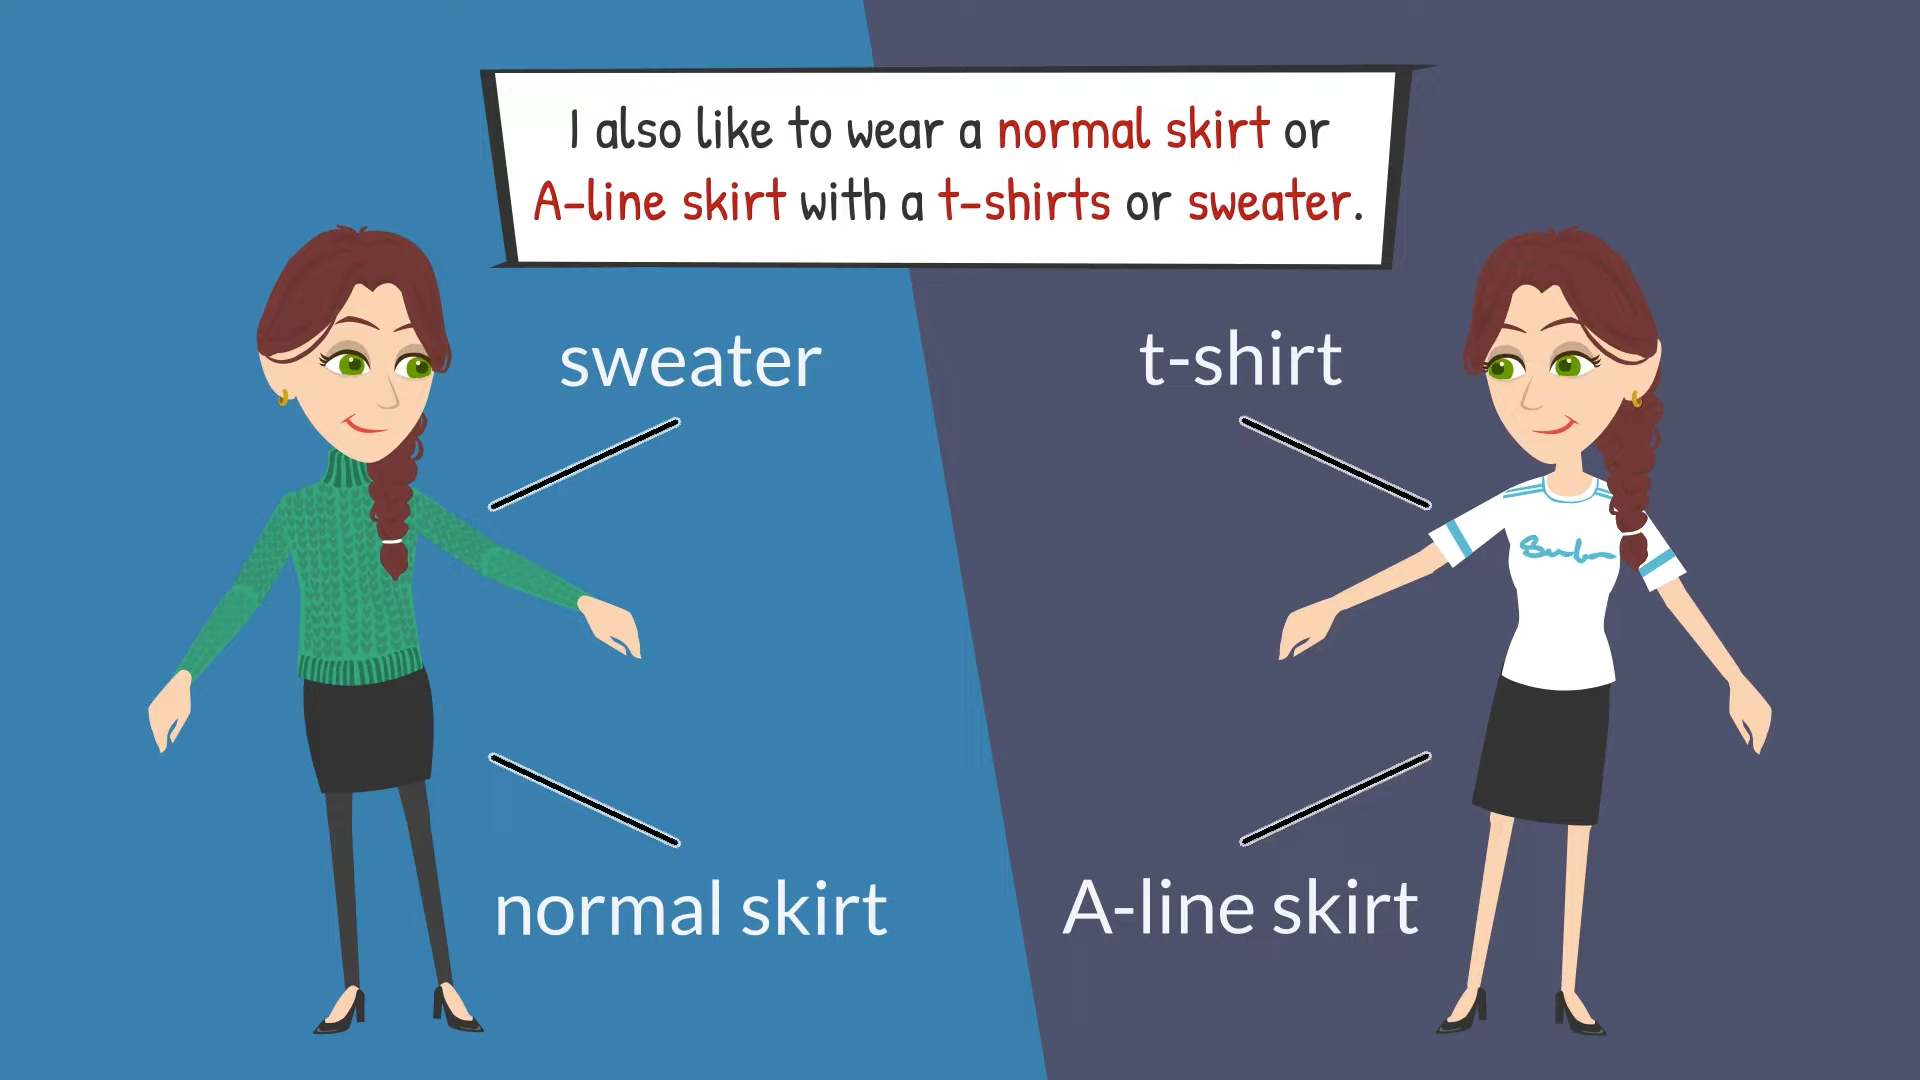 I also like to wear a normal skirt or
A-line skirt with a t-shirts or sweater.
sweater
t-shirt
normal skirt
A-line skirt